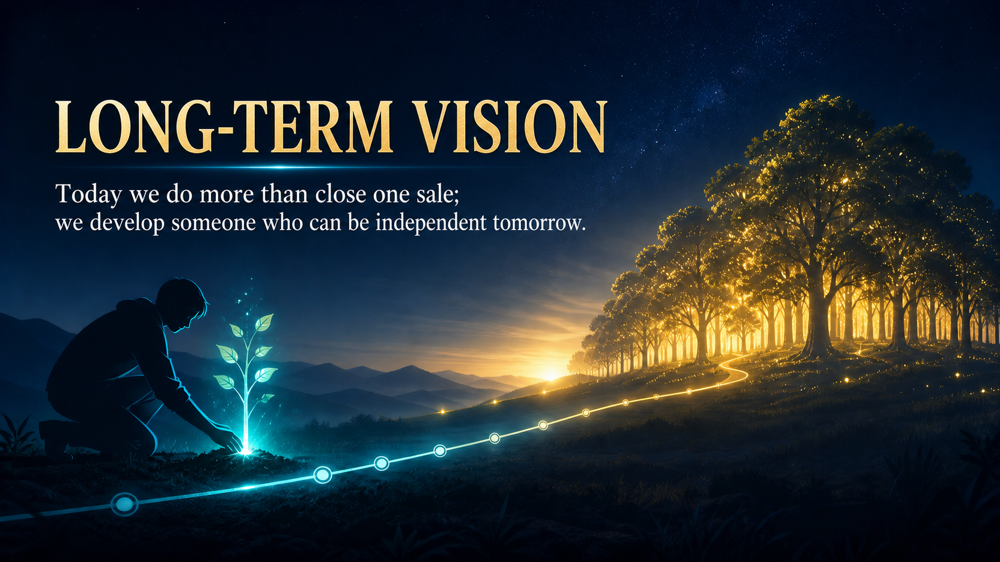 LONG-TERM VISION
Today we do more than close one sale;
we develop someone who can be independent tomorrow.